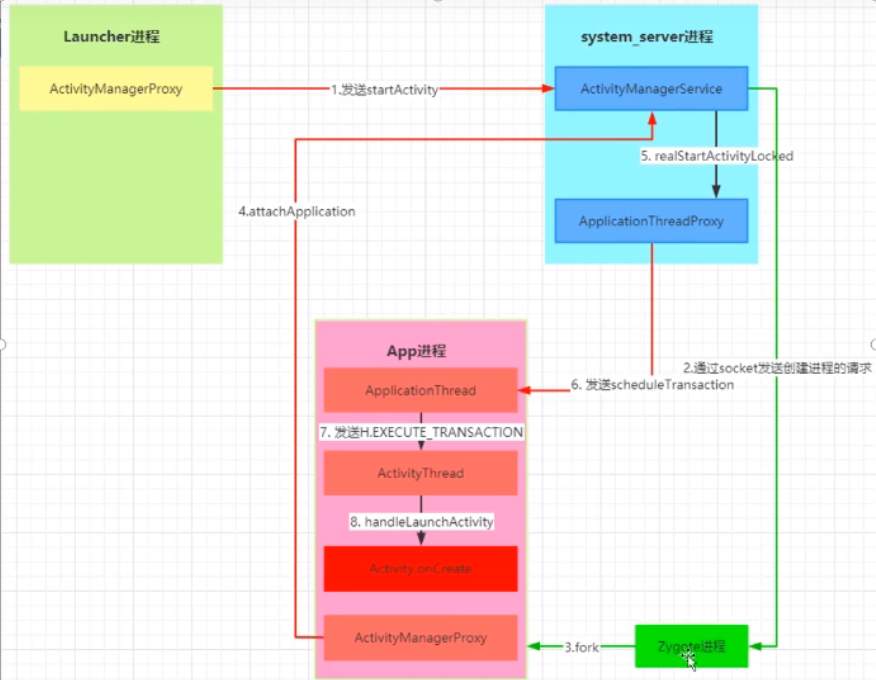 Launcher进程
system_server进程
ActivityManagerProxy
1.发送startActivity
ActivityManagerService
5. realStartActivityLocked
4.attachApplication
ApplicationThreadProxy
App进程
2.通过socket发送创建进程的请求
6. 发送scheduleTransaction
ApplicationThread
7. 发送H.EXECUTE_TRANSACTION
ActivityThread
8. handleLaunchActivity
Activity.onCreate
ActivityManagerProxy
3.fork
Zygote进程